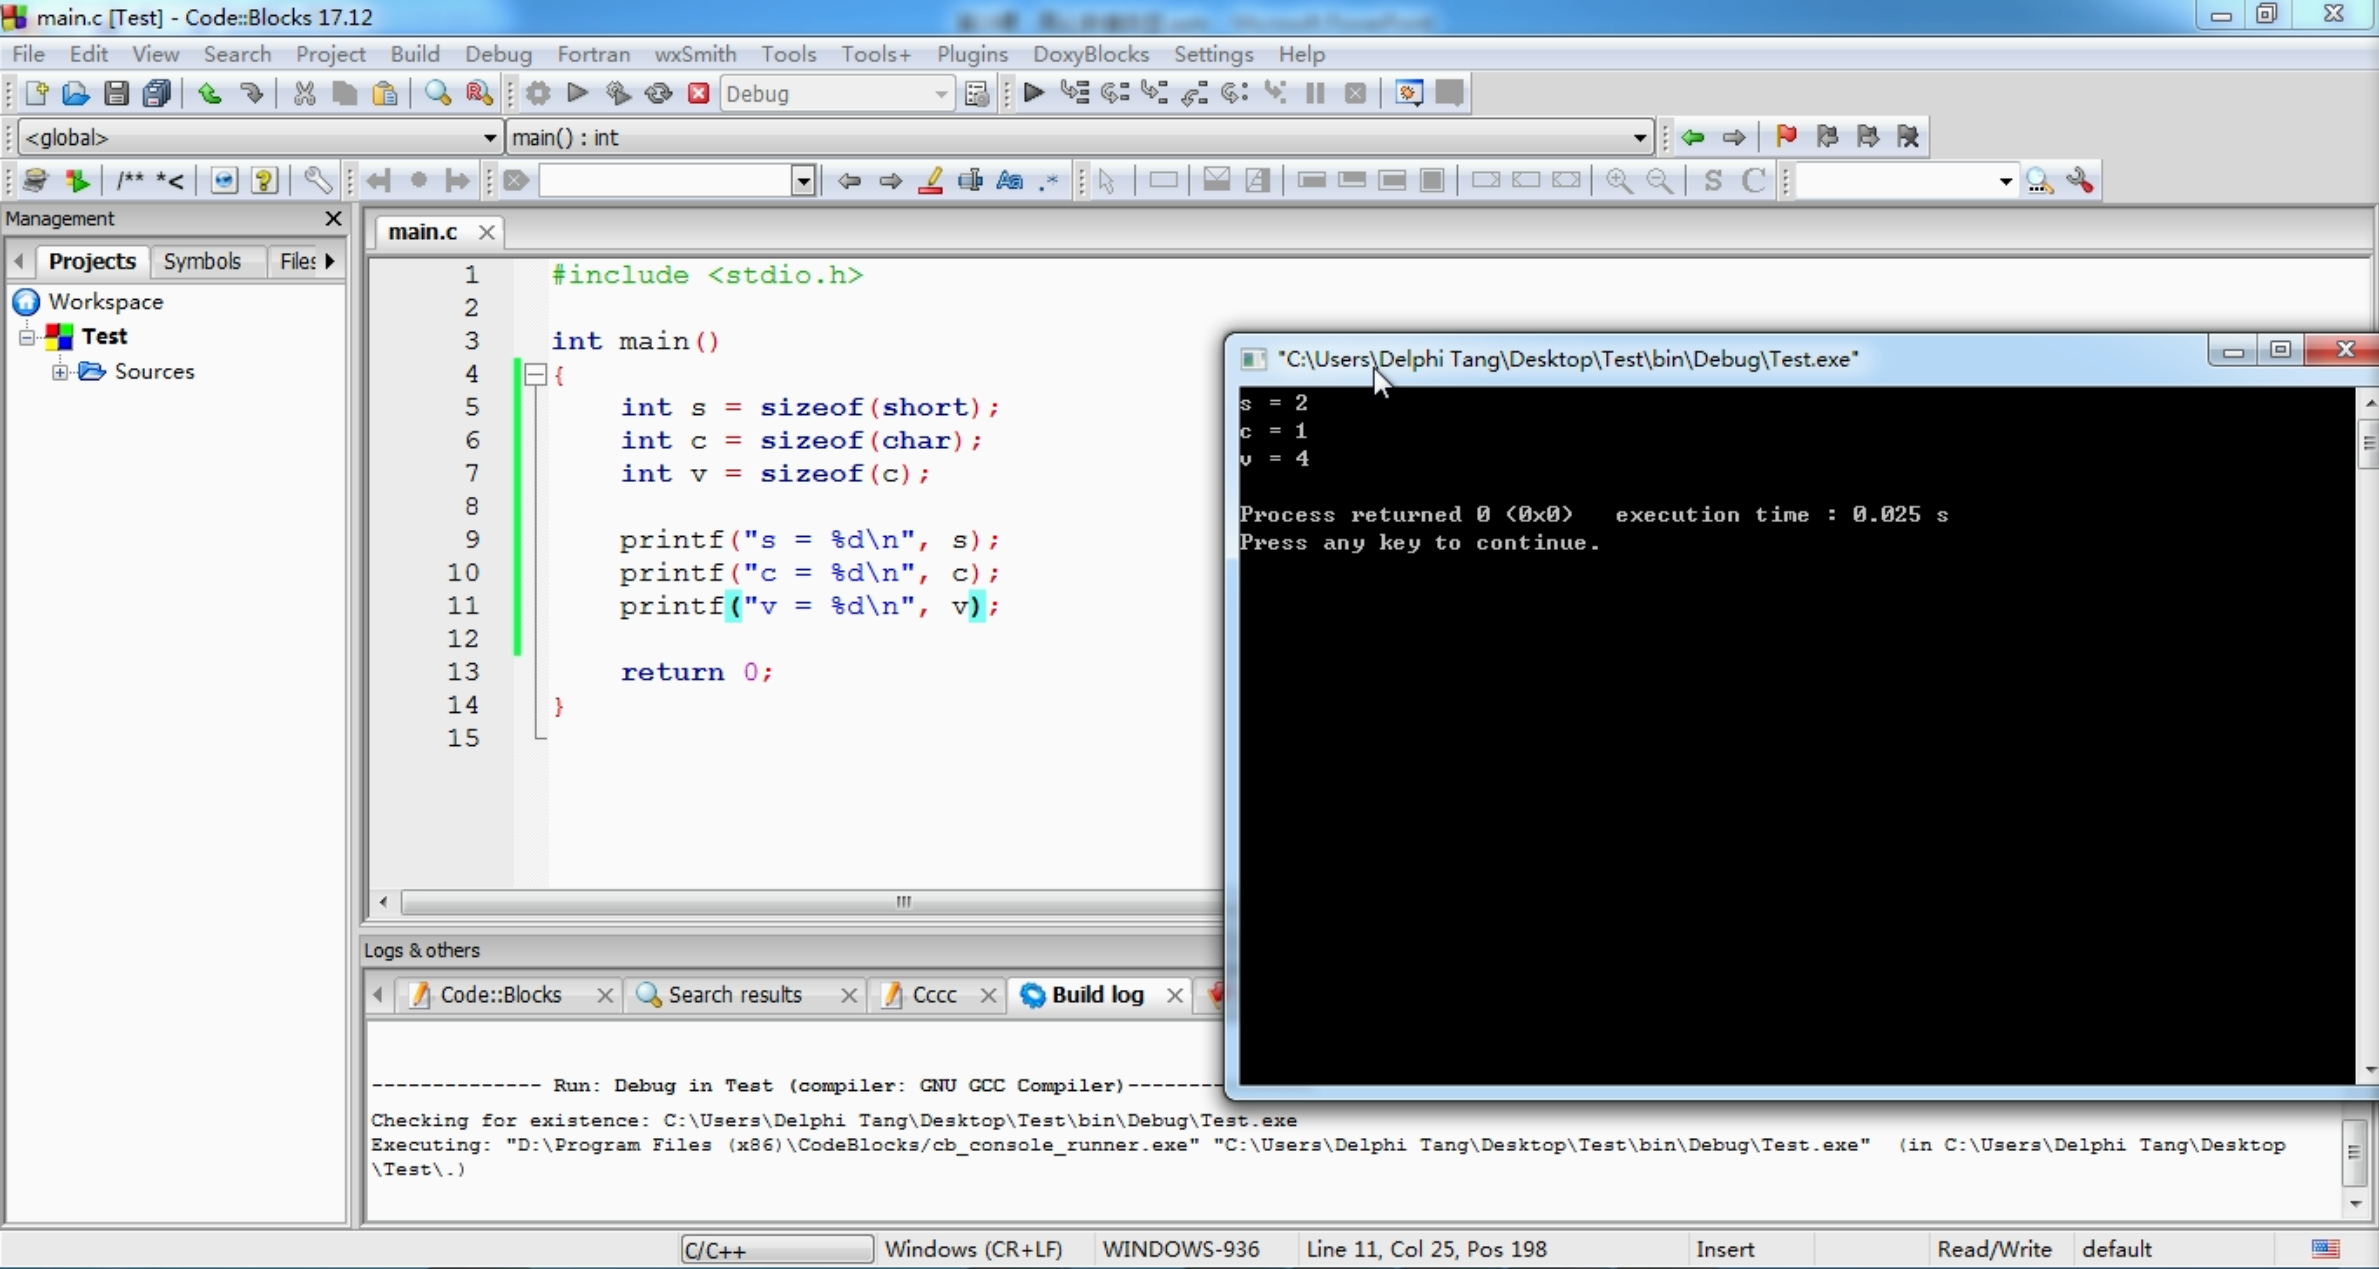 main.c [Test] - Code::Blocks 17.12
File Edit View Search Project Build Debug Fortran wxSmith Tools Tools+ Plugins DoxyBlocks Settings Help
Debug
<global> main() : int
/** *<
S C
Management
Projects Symbols Files
Workspace
Test
Sources
main.c
1 #include <stdio.h>
2
3 int main()
4 {
5 int s = sizeof(short);
6 int c = sizeof(char);
7 int v = sizeof(c);
8
9 printf("s = %d\n", s);
10 printf("c = %d\n", c);
11 printf("v = %d\n", v);
12
13 return 0;
14 }
15
"C:\Users\Delphi Tang\Desktop\Test\bin\Debug\Test.exe"
s = 2
c = 1
v = 4
Process returned 0 (0x0) execution time : 0.025 s
Press any key to continue.
Logs & others
Code::Blocks Search results Cccc Build log
-------------- Run: Debug in Test (compiler: GNU GCC Compiler)--------
Checking for existence: C:\Users\Delphi Tang\Desktop\Test\bin\Debug\Test.exe
Executing: "D:\Program Files (x86)\CodeBlocks/cb_console_runner.exe" "C:\Users\Delphi Tang\Desktop\Test\bin\Debug\Test.exe" (in C:\Users\Delphi Tang\Desktop
\Test\.)
C/C++ Windows (CR+LF) WINDOWS-936 Line 11, Col 25, Pos 198 Insert Read/Write default